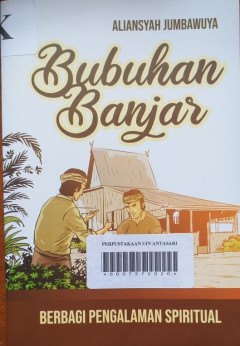 ALIANSYAH JUMBAWUYA
Bubuhan
Banjar
PERPUSTAKAAN UIN ANTASARI
BERBAGI PENGALAMAN SPIRITUAL